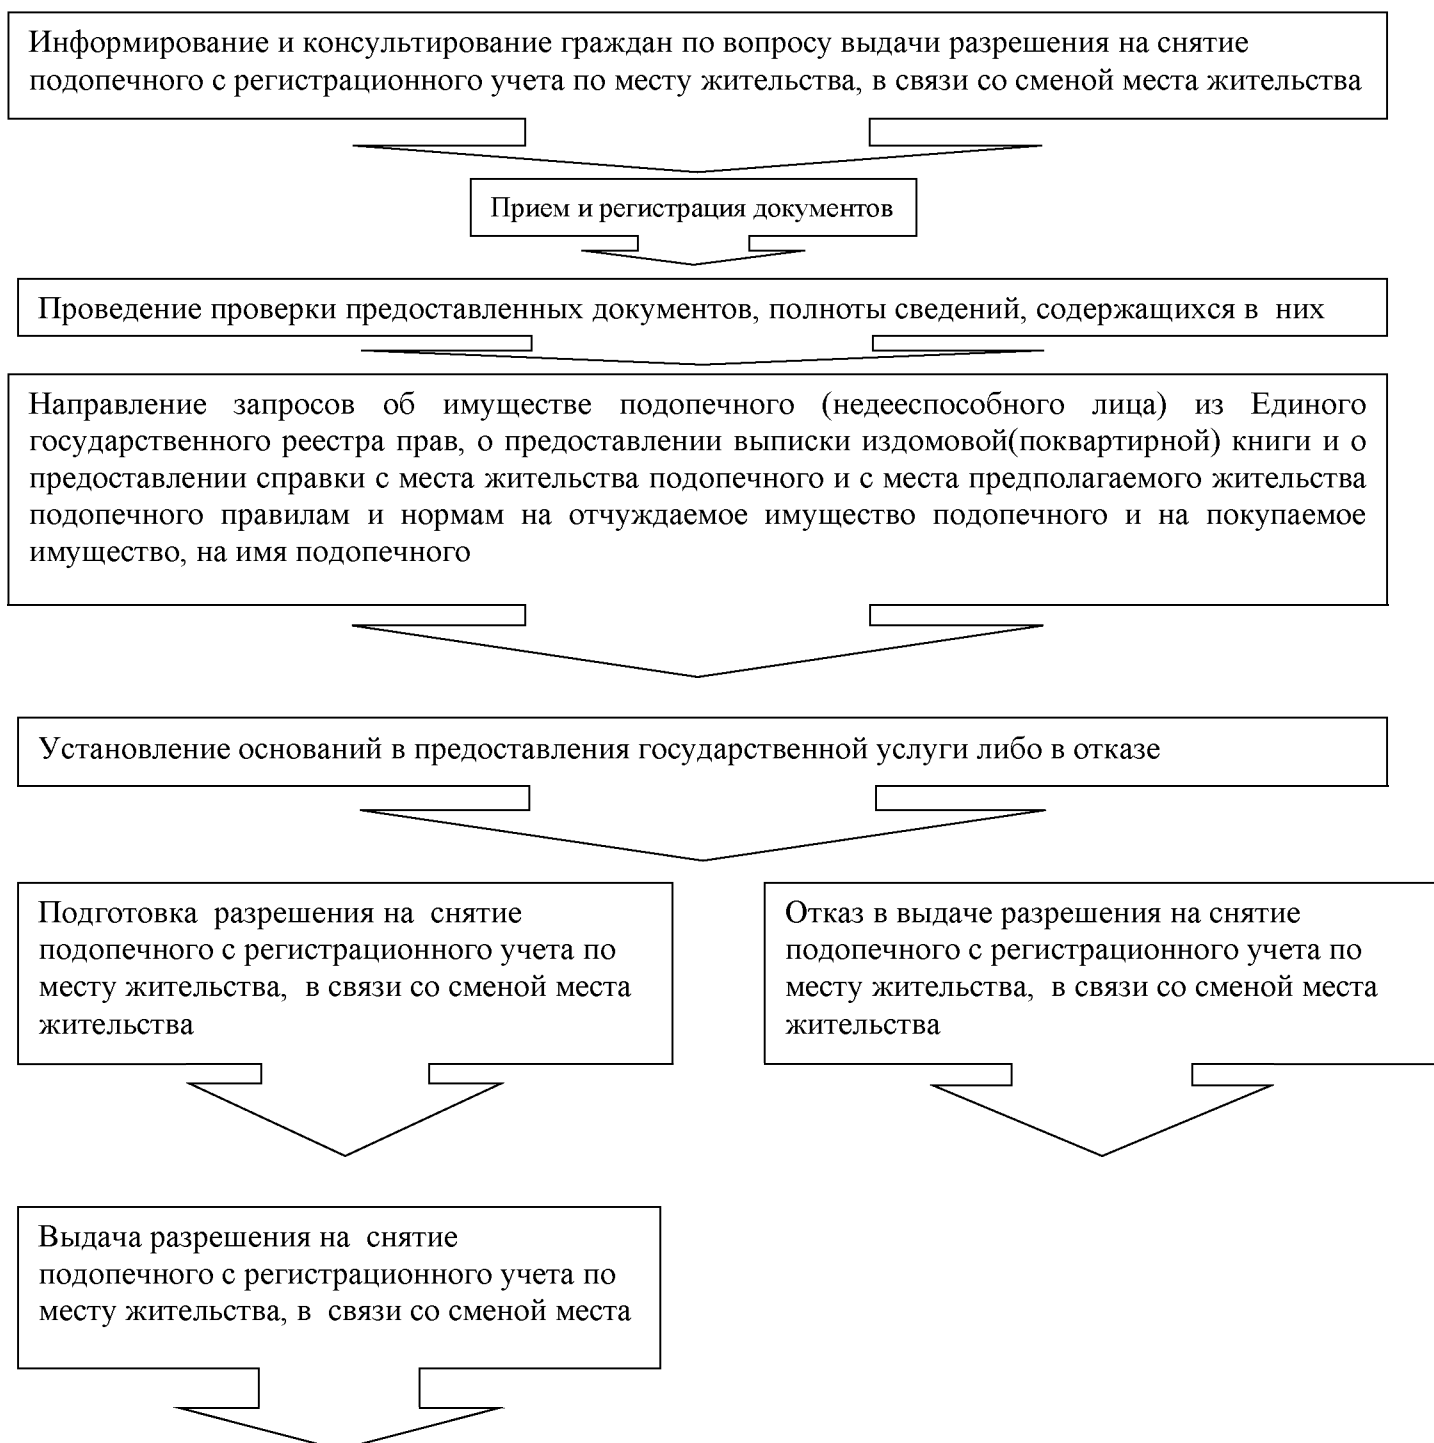 Информирование и консультирование граждан по вопросу выдачи разрешения на снятие
подопечного с регистрационного учета по месту жительства, в связи со сменой места жительства
Прием и регистрация документов
Проведение проверки предоставленных документов, полноты сведений, содержащихся в  них
Направление запросов об имуществе подопечного (недееспособного лица) из Единого
государственного реестра прав, о предоставлении выписки издомовой(поквартирной) книги и о
предоставлении справки с места жительства подопечного и с места предполагаемого жительства
подопечного правилам и нормам на отчуждаемое имущество подопечного и на покупаемое
имущество, на имя подопечного
Установление оснований в предоставления государственной услуги либо в отказе
Подготовка  разрешения на  снятие
подопечного с регистрационного учета по
месту жительства,  в связи со сменой места
жительства
Отказ в выдаче разрешения на снятие
подопечного с регистрационного учета по
месту жительства,  в связи со сменой места
жительства
Выдача разрешения на  снятие
подопечного с регистрационного учета по
месту жительства, в  связи со сменой места